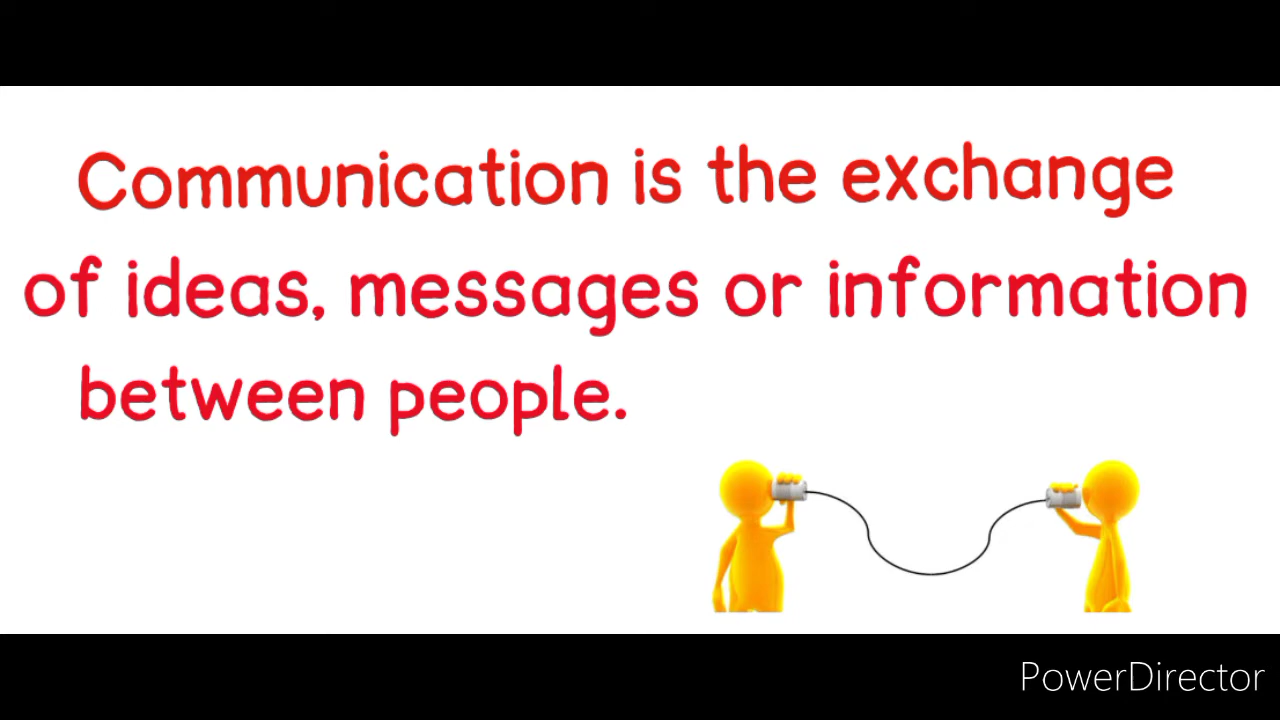 Communication is the exchange
of ideas, messages or information
between people.
PowerDirector